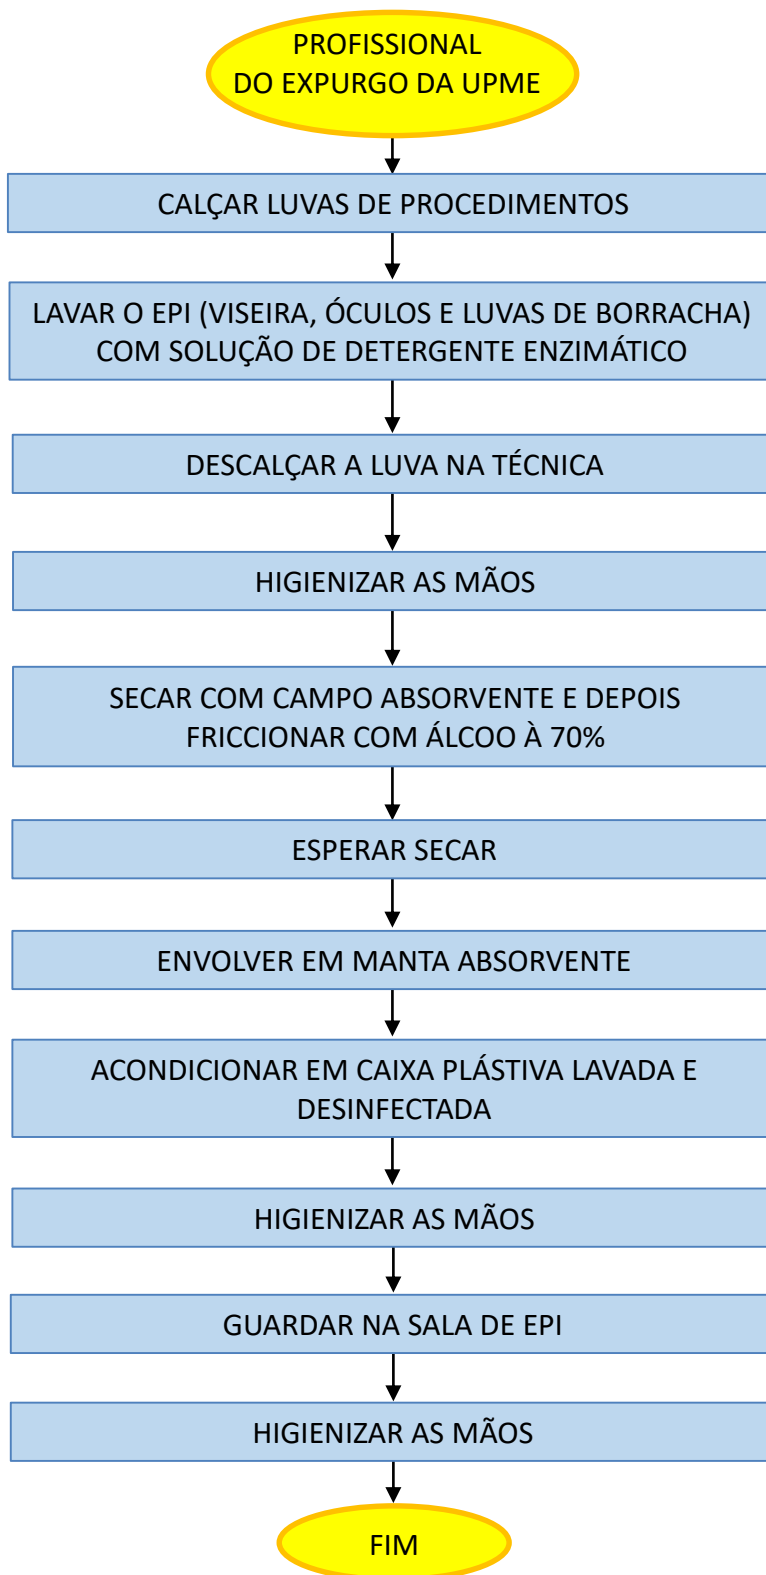 PROFISSIONAL
DO EXPURGO DA UPME
CALÇAR LUVAS DE PROCEDIMENTOS
LAVAR O EPI (VISEIRA, ÓCULOS E LUVAS DE BORRACHA)
COM SOLUÇÃO DE DETERGENTE ENZIMÁTICO
DESCALÇAR A LUVA NA TÉCNICA
HIGIENIZAR AS MÃOS
SECAR COM CAMPO ABSORVENTE E DEPOIS
FRICCIONAR COM ÁLCOO À 70%
ESPERAR SECAR
ENVOLVER EM MANTA ABSORVENTE
ACONDICIONAR EM CAIXA PLÁSTIVA LAVADA E
DESINFECTADA
HIGIENIZAR AS MÃOS
GUARDAR NA SALA DE EPI
HIGIENIZAR AS MÃOS
FIM